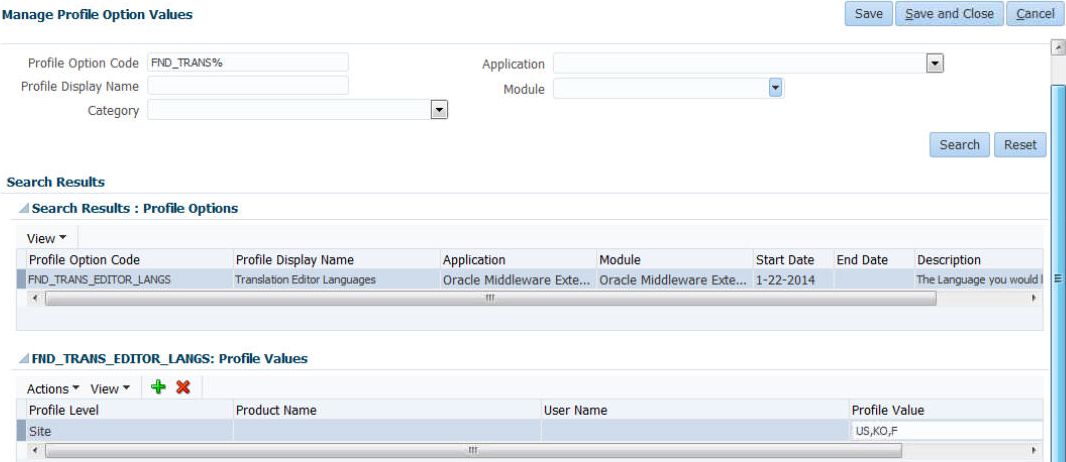 Manage Profile Option Values Save Save and Close Cancel
Profile Option Code FND_TRANS% Application
Profile Display Name Module
Category
Search Reset
Search Results
Search Results : Profile Options
View
Profile Option Code Profile Display Name Application Module Start Date End Date Description
FND_TRANS_EDITOR_LANGS Translation Editor Languages Oracle Middleware Exte... Oracle Middleware Exte... 1-22-2014 The Language you would
FND_TRANS_EDITOR_LANGS: Profile Values
Actions View
Profile Level Product Name User Name Profile Value
Site US,KO,F